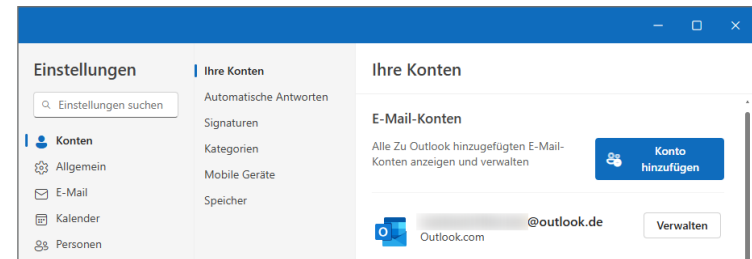 Einstellungen
Einstellungen suchen
Konten
Allgemein
E-Mail
Kalender
Personen
Ihre Konten
Automatische Antworten
Signaturen
Kategorien
Mobile Geräte
Speicher
Ihre Konten
E-Mail-Konten
Alle Zu Outlook hinzugefügten E-Mail-
Konten anzeigen und verwalten
Konto
hinzufügen
@outlook.de
Outlook.com
Verwalten